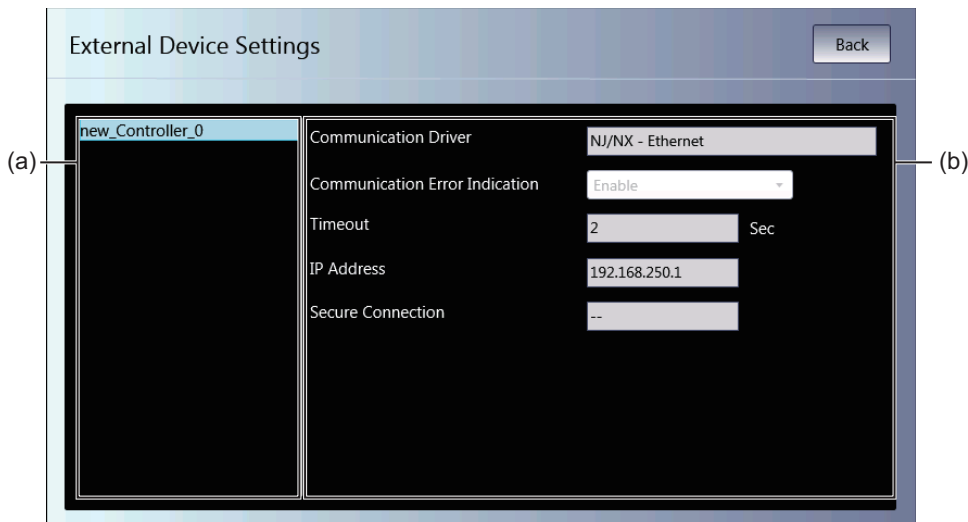 External Device Settings
Back
(a)
new_Controller_0
(b)
Communication Driver
NJ/NX - Ethernet
Communication Error Indication
Enable
Timeout
2
Sec
IP Address
192.168.250.1
Secure Connection
--